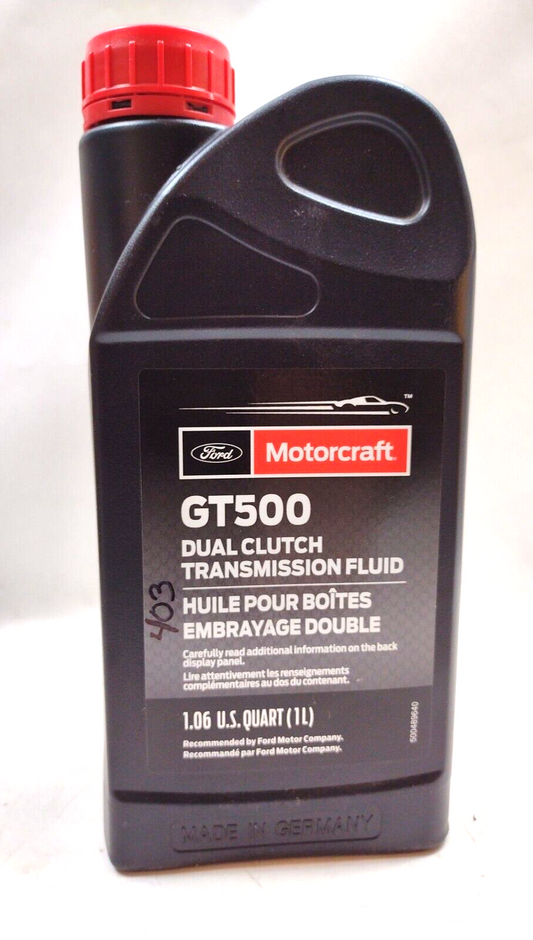 ™
Ford
Motorcraft
GT500
DUAL CLUTCH
TRANSMISSION FLUID
403
HUILE POUR BOÎTES
EMBRAYAGE DOUBLE
Carefully read additional information on the back
display panel.
Lire attentivement les renseignements
complémentaires au dos du contenant.
1.06 U.S. QUART (1L)
Recommended by Ford Motor Company.
Recommandé par Ford Motor Company.
500489640
MADE IN GERMANY